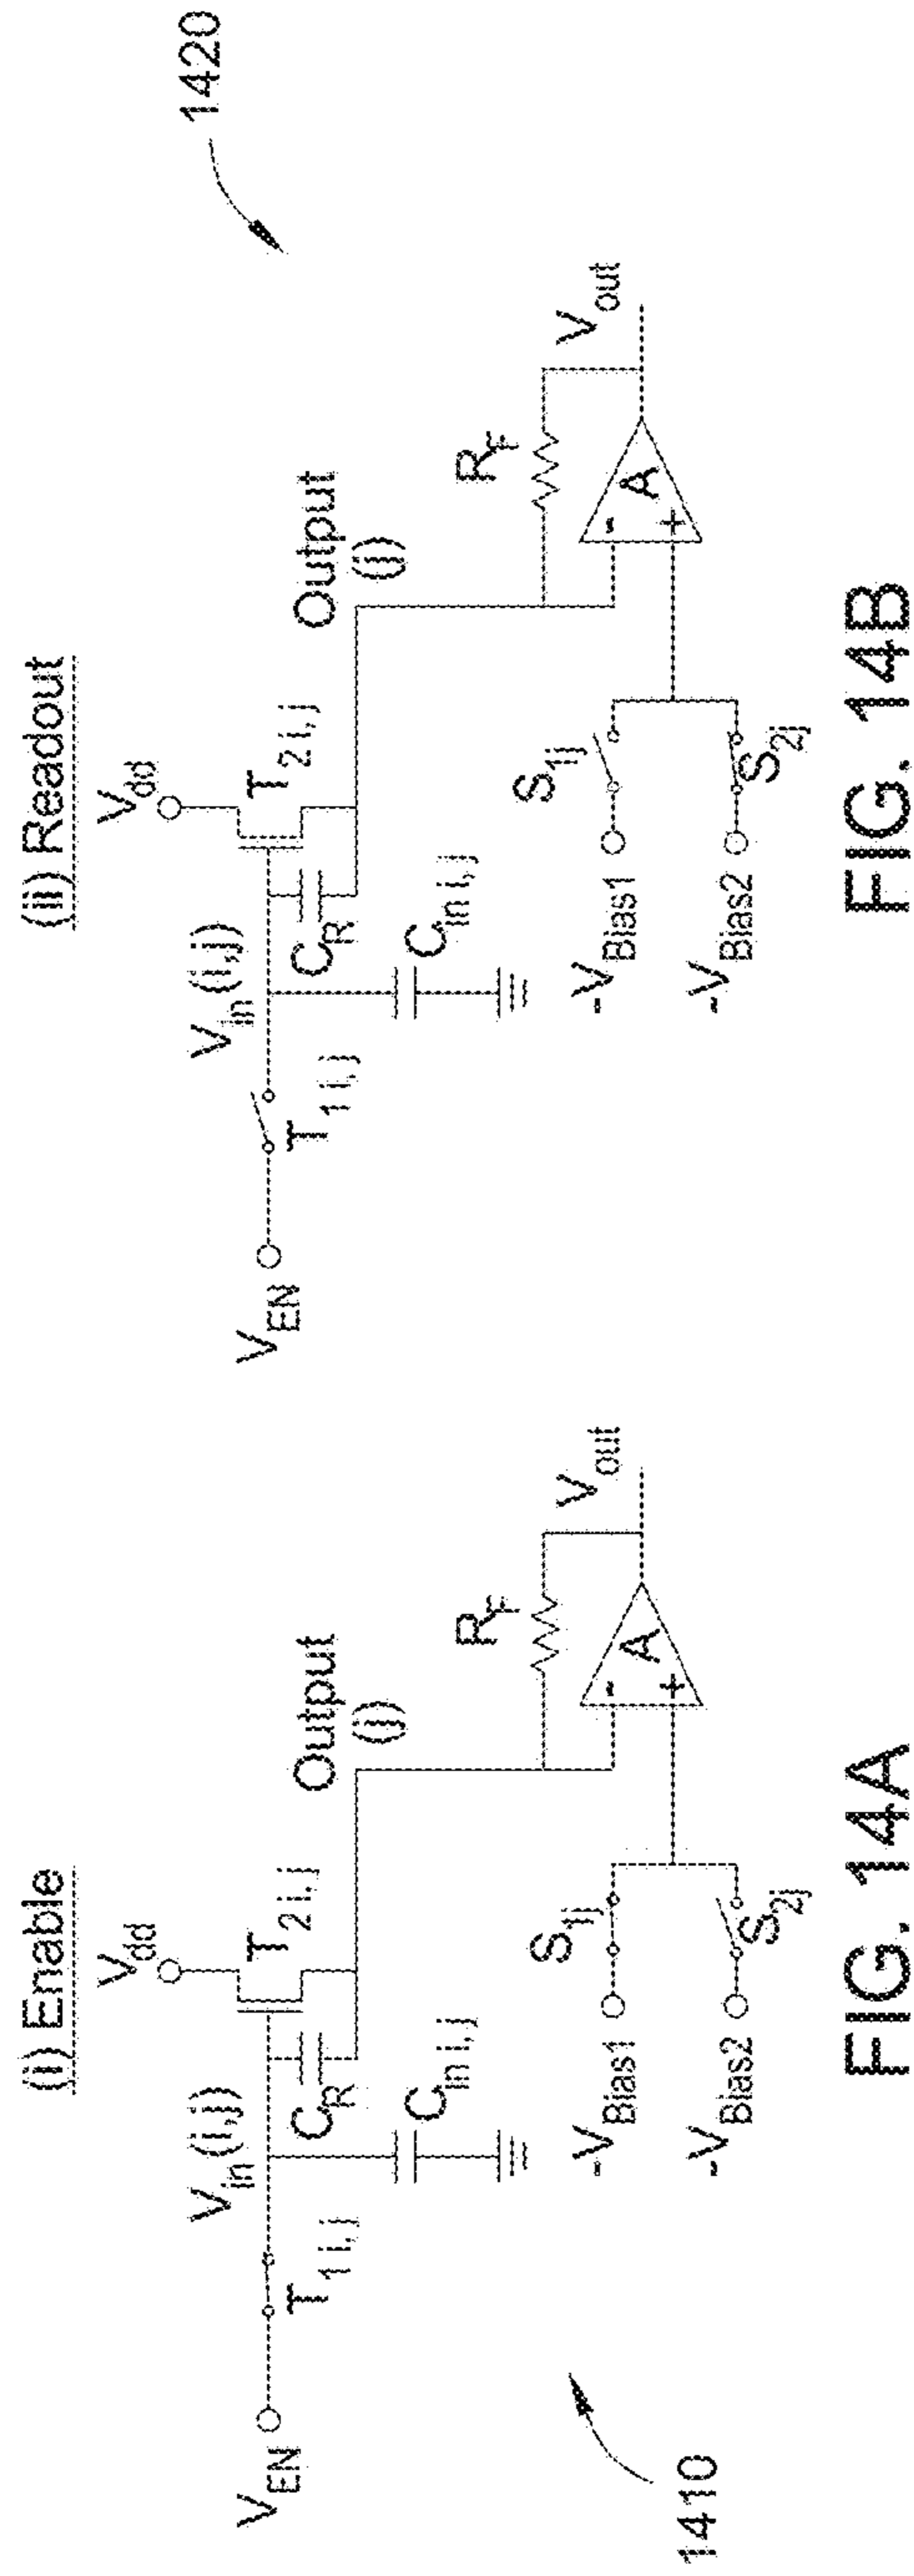 (i) Enable
V_dd
V_in(i,j)
T_2 i,j
V_EN
T_1 i,j
C_R
C_in i,j
Output
(j)
R_F
V_out
-V_Bias1
S_1j
-V_Bias2
S_2j
-
+
A
1410
FIG. 14A
(ii) Readout
V_dd
V_in(i,j)
T_2 i,j
V_EN
T_1 i,j
C_R
C_in i,j
Output
(j)
R_F
V_out
-V_Bias1
S_1j
-V_Bias2
S_2j
-
+
A
1420
FIG. 14B